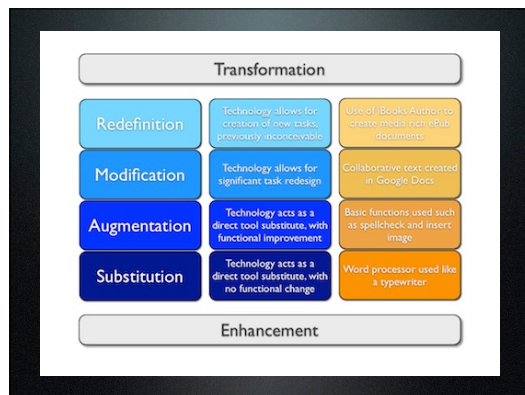 Transformation
Redefinition
Technology allows for
creation of new tasks,
previously inconceivable
Use of iBooks Author to
create media rich ePub
documents
Modification
Technology allows for
significant task redesign
Collaborative text created
in Google Docs
Augmentation
Technology acts as a
direct tool substitute, with
functional improvement
Basic functions used such
as spellcheck and insert
image
Substitution
Technology acts as a
direct tool substitute, with
no functional change
Word processor used like
a typewriter
Enhancement